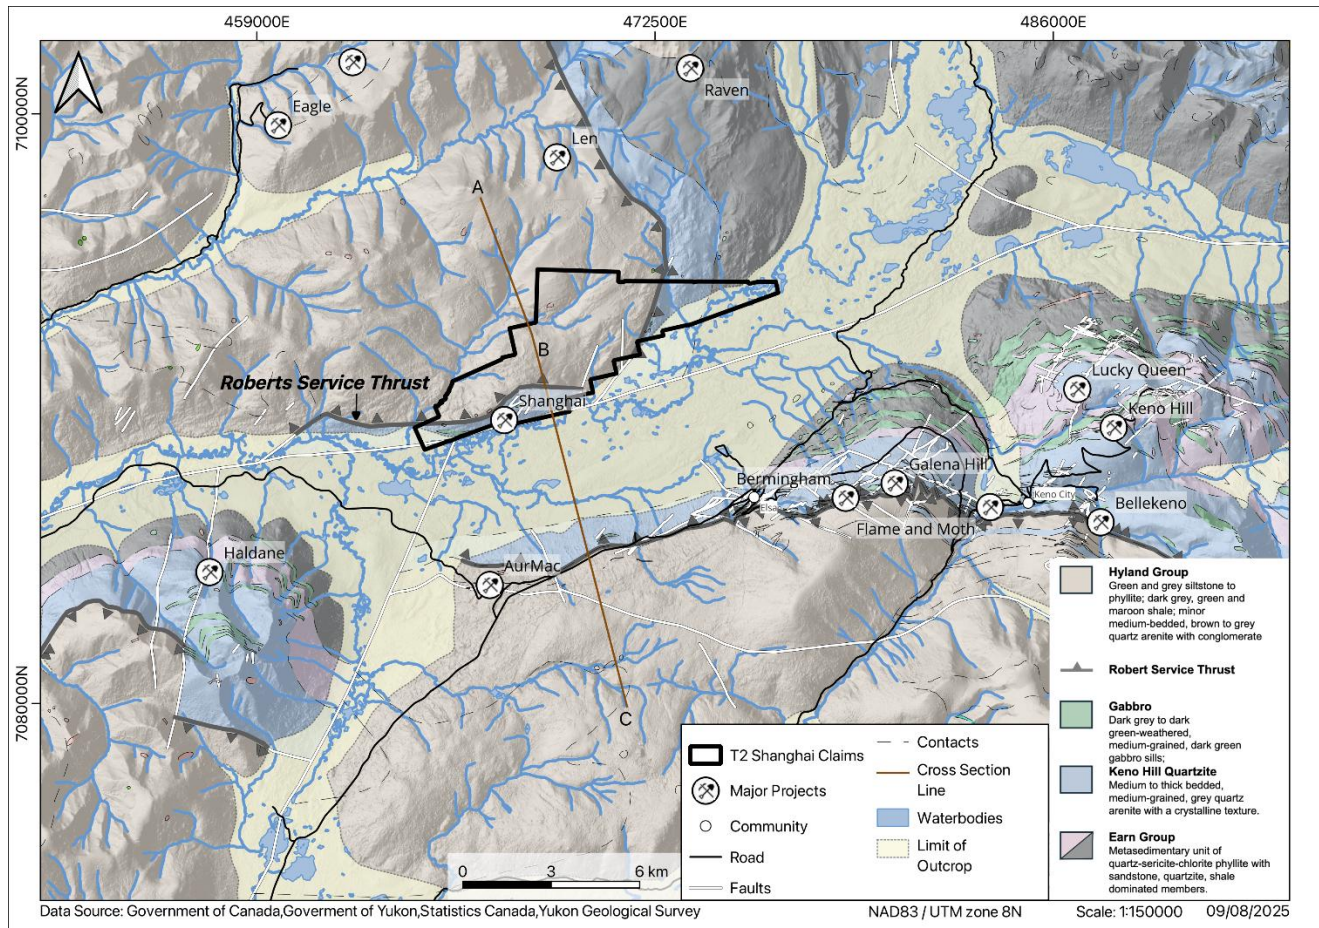 459000E
472500E
486000E
7100000N
7080000N
Eagle
Raven
Len
A
B
Roberts Service Thrust
Shanghai
Lucky Queen
Keno Hill
Galena Hill
Bermingham
Elsa
Keno City
Bellekeno
Flame and Moth
Haldane
AurMac
C
Hyland Group
Green and grey siltstone to
phyllite; dark grey, green and
maroon shale; minor
medium-bedded, brown to grey
quartz arenite with conglomerate
Robert Service Thrust
Gabbro
Dark grey to dark
green-weathered,
medium-grained, dark green
gabbro sills;
Keno Hill Quartzite
Medium to thick bedded,
medium-grained, grey quartz
arenite with a crystalline texture.
Earn Group
Metasedimentary unit of
quartz-sericite-chlorite phyllite with
sandstone, quartzite, shale
dominated members.
T2 Shanghai Claims
Major Projects
Community
Road
Faults
Contacts
Cross Section
Line
Waterbodies
Limit of
Outcrop
0 3 6 km
Data Source: Government of Canada,Goverment of Yukon,Statistics Canada,Yukon Geological Survey
NAD83 / UTM zone 8N
Scale: 1:150000
09/08/2025